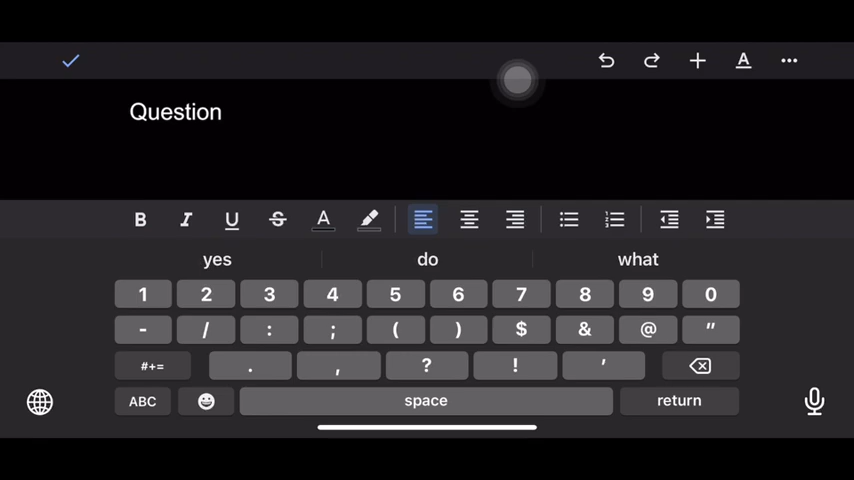 A
Question
B I U S A
yes do what
1 2 3 4 5 6 7 8 9 0
- / : ; ( ) $ & @ "
#+= . , ? ! '
ABC space return